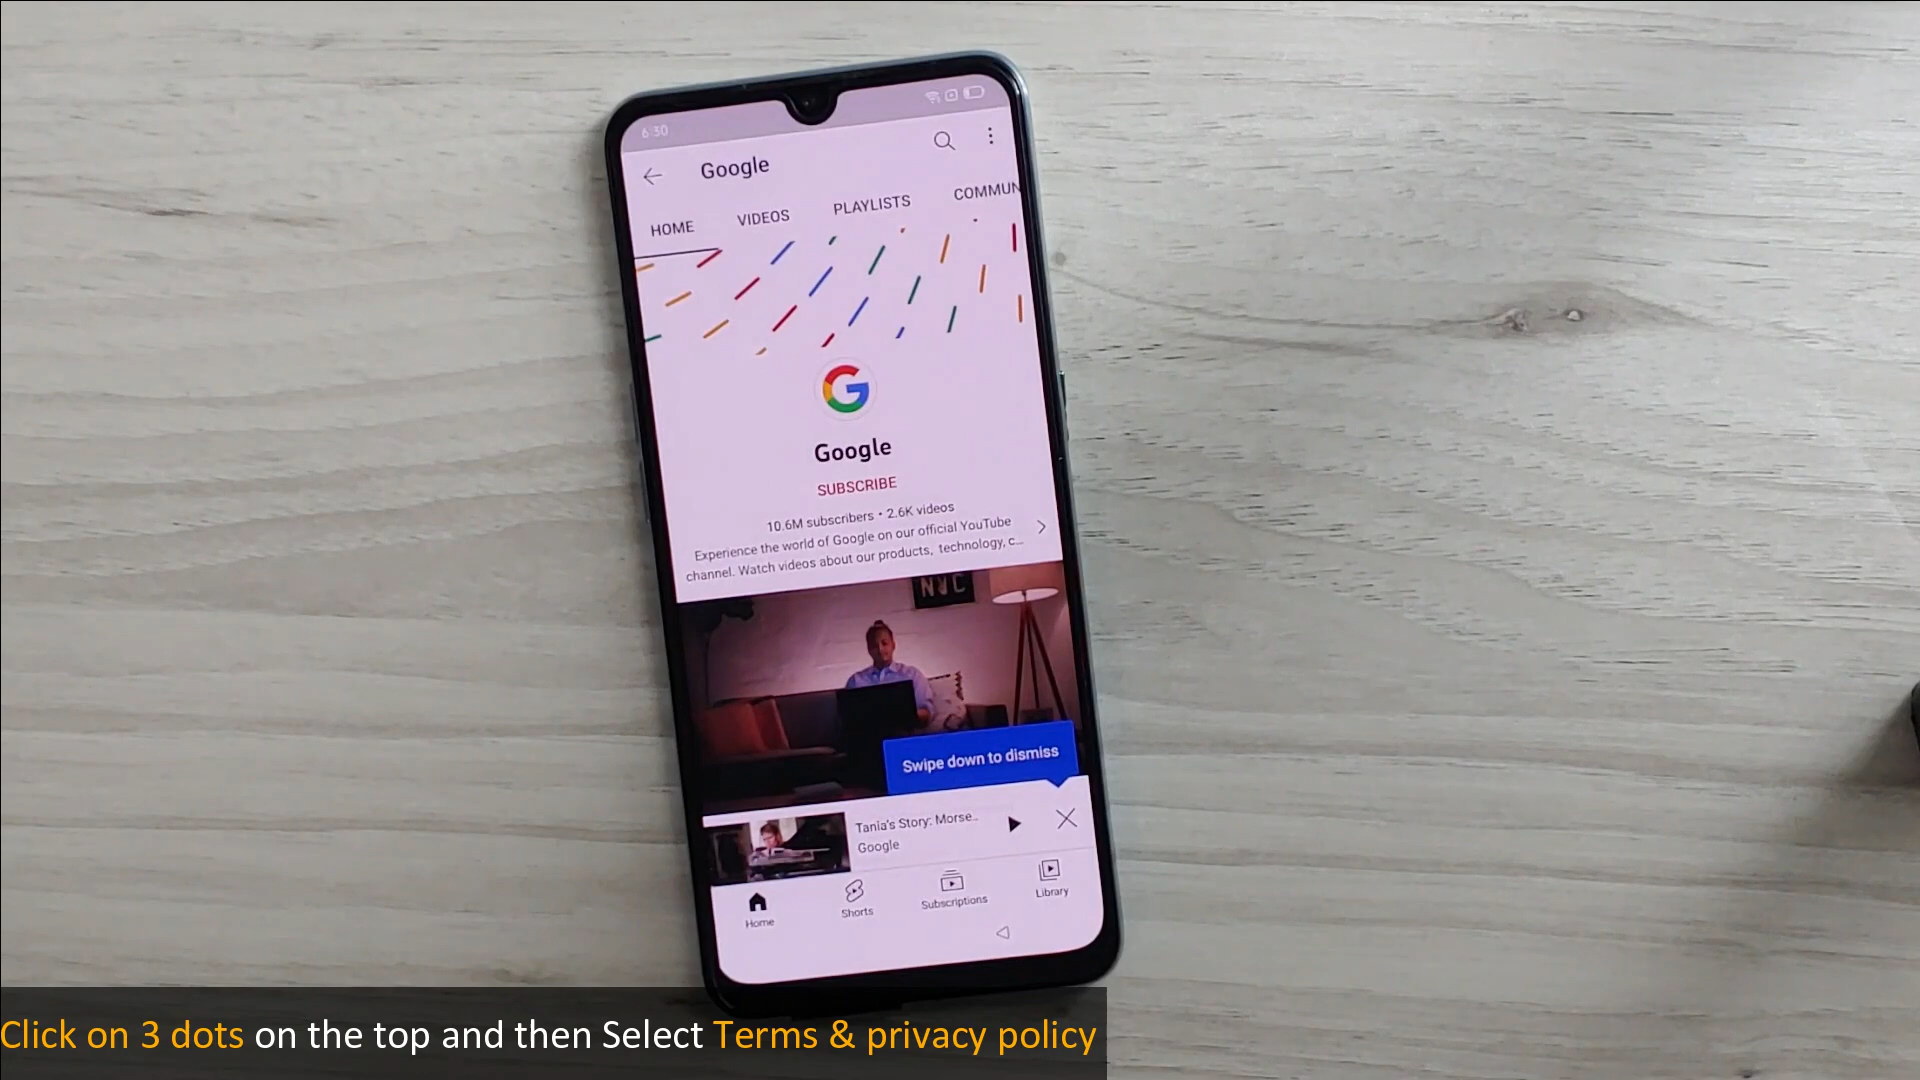 6:30
Google
HOME VIDEOS PLAYLISTS COMMUN
Google
SUBSCRIBE
10.6M subscribers • 2.6K videos
Experience the world of Google on our official YouTube
channel. Watch videos about our products, technology, c...
NYC
Swipe down to dismiss
Tania's Story: Morse...
Google
Home Shorts Subscriptions Library
Click on 3 dots on the top and then Select Terms & privacy policy